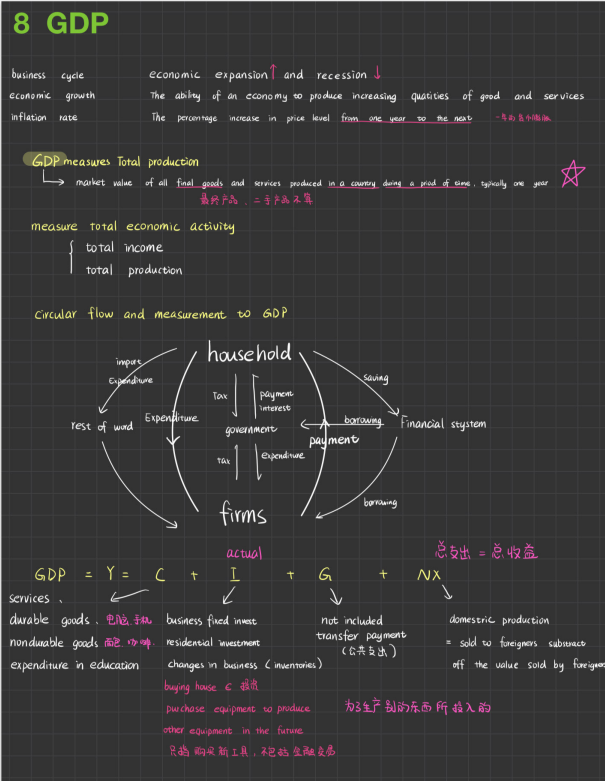 8 GDP
business cycle economic expansion↑ and recession↓
economic growth The ability of an economy to produce increasing quatities of good and services
inflation rate The percentage increase in price level from one year to the next 一年的
GDP measures Total production
market value of all final goods and services produced in a country during a priod of time, typically one year
最终产品，二手产品不算
measure total economic activity
total income
total production
Circular flow and measurement to GDP
household
import
Expenditure
saving
Tax
payment
interest
rest of word
Expenditure
government
borrowing
Financial stystem
payment
Tax
expenditure
borrowing
firms
actual
总支出 = 总收益
GDP = Y = C + I + G + NX
services、
durable goods、电脑、手机
nondurable goods 面包、咖啡、
expenditure in education
business fixed invest
residential investment
changes in business (inventories)
buying house ∈ 投资
purchase equipment to produce
other equipment in the future
只指购买新工具，不包括金融交易
not included
transfer payment
(公共支出)
为了生产别的东西所投入的
domestric production
= sold to foreigners substract
off the value sold by foreigners